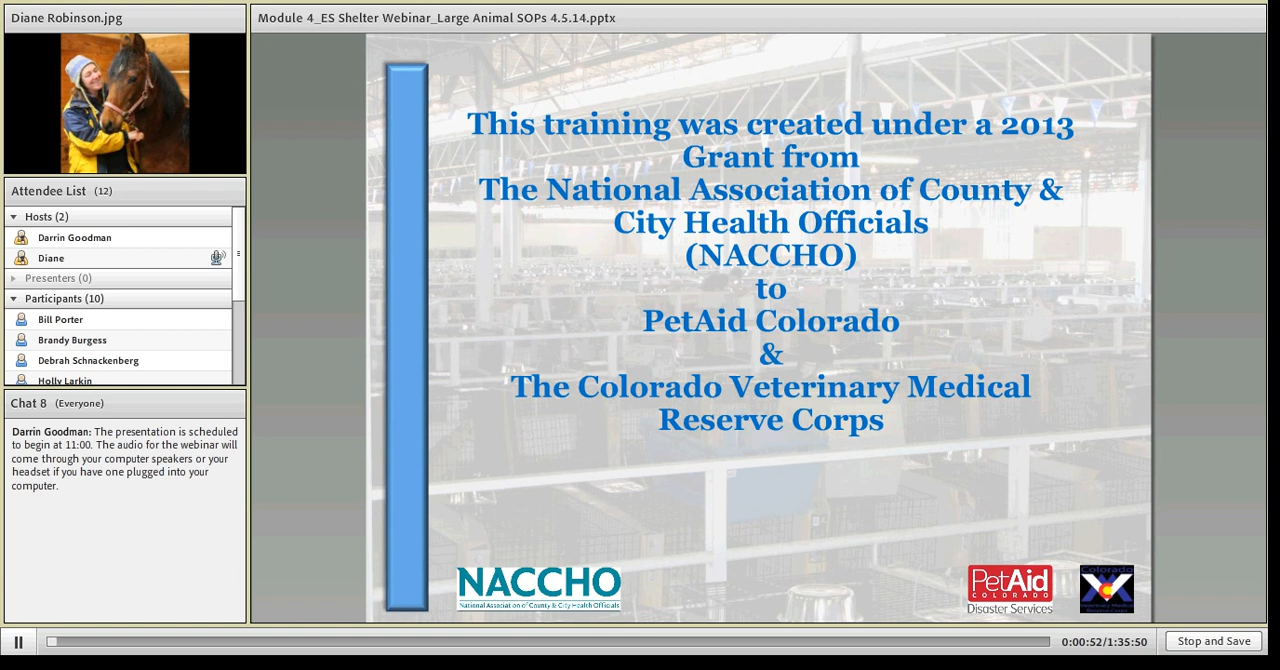 Diane Robinson.jpg
Module 4_ES Shelter Webinar_Large Animal SOPs 4.5.14.pptx
Attendee List (12)
Hosts (2)
Darrin Goodman
Diane
Presenters (0)
Participants (10)
Bill Porter
Brandy Burgess
Debrah Schnackenberg
Holly Larkin
Chat 8 (Everyone)
Darrin Goodman: The presentation is scheduled
to begin at 11:00. The audio for the webinar will
come through your computer speakers or your
headset if you have one plugged into your
computer.
This training was created under a 2013
Grant from
The National Association of County &
City Health Officials
(NACCHO)
to
PetAid Colorado
&
The Colorado Veterinary Medical
Reserve Corps
NACCHO
National Association of County & City Health Officials
PetAid
COLORADO
Disaster Services
Colorado
Veterinary Medical
Reserve Corps
0:00:52/1:35:50
Stop and Save